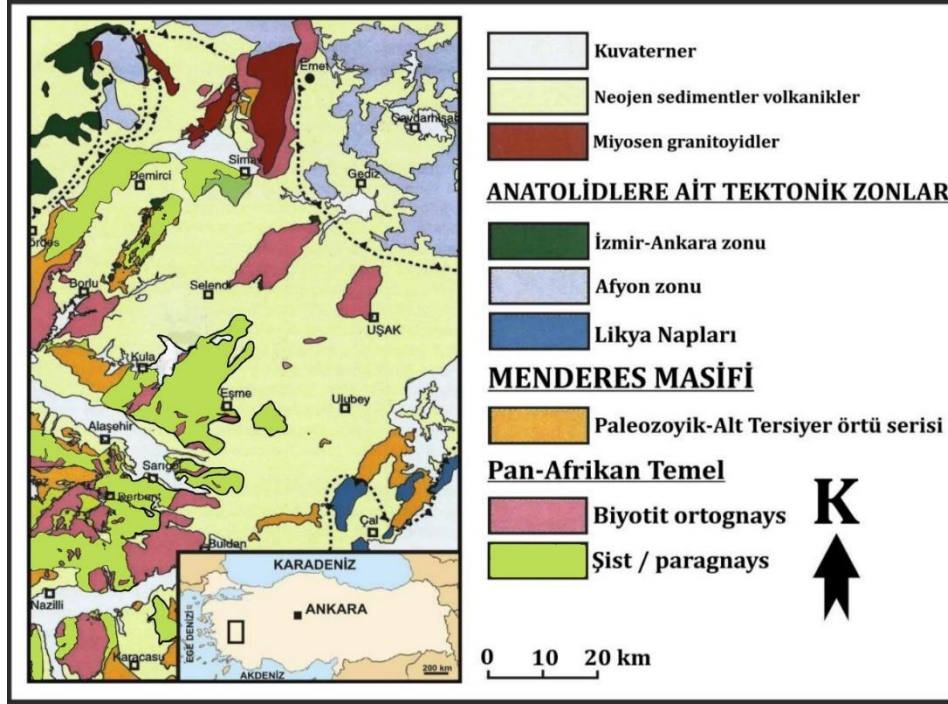 Emet
Çavdarhisar
Simav
Demirci
Gediz
ördes
Borlu
Selendi
UŞAK
Kula
Eşme
Ulubey
Alaşehir
Sarıgöl
Derbent
Çal
Buldan
Nazilli
Karacasu
KARADENİZ
ANKARA
EGE DENİZİ
AKDENİZ
200 km
Kuvaterner
Neojen sedimentler volkanikler
Miyosen granitoyidler
ANATOLİDLERE AİT TEKTONİK ZONLAR
İzmir-Ankara zonu
Afyon zonu
Likya Napları
MENDERES MASİFİ
Paleozoyik-Alt Tersiyer örtü serisi
Pan-Afrikan Temel
Biyotit ortognays
Şist / paragnays
K
0 10 20 km